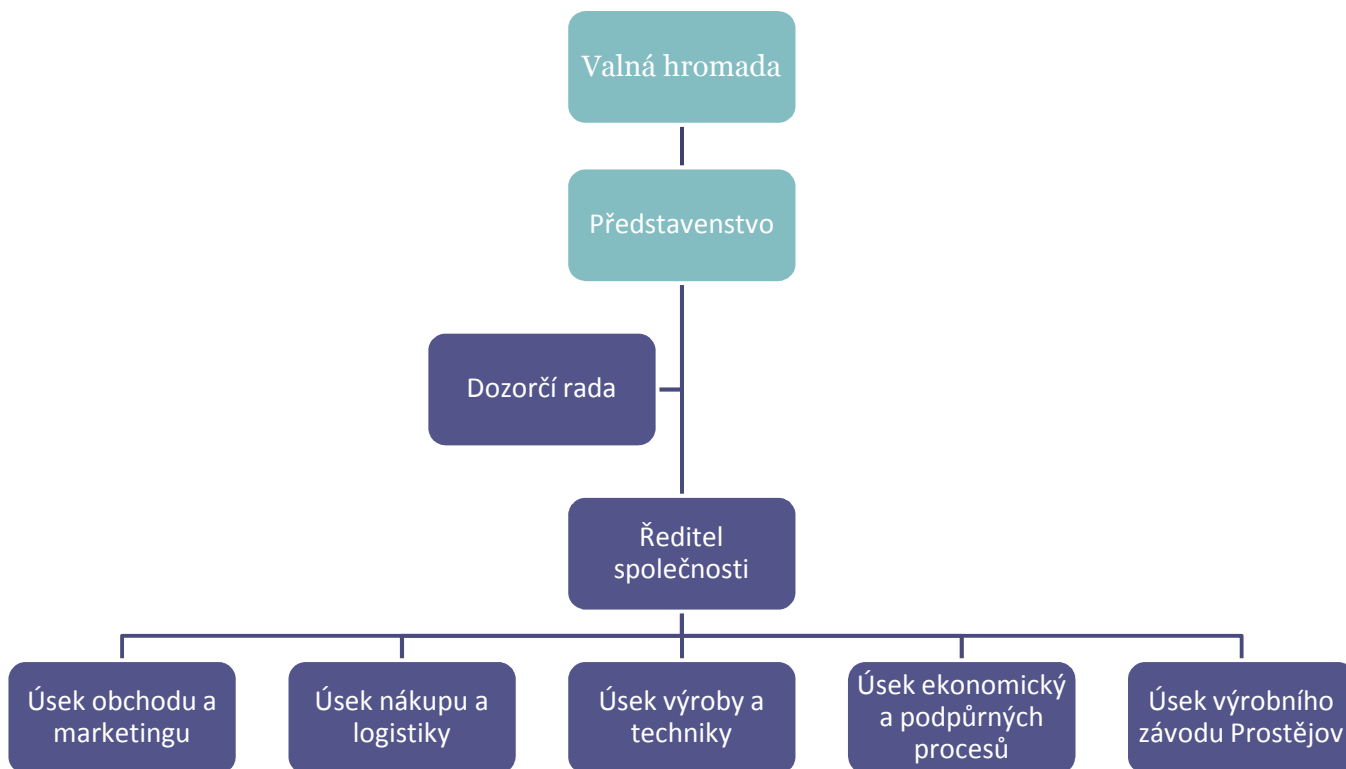 Valná hromada
Představenstvo
Dozorčí rada
Ředitel
společnosti
Úsek obchodu a
marketingu
Úsek nákupu a
logistiky
Úsek výroby a
techniky
Úsek ekonomický
a podpůrných
procesů
Úsek výrobního
závodu Prostějov